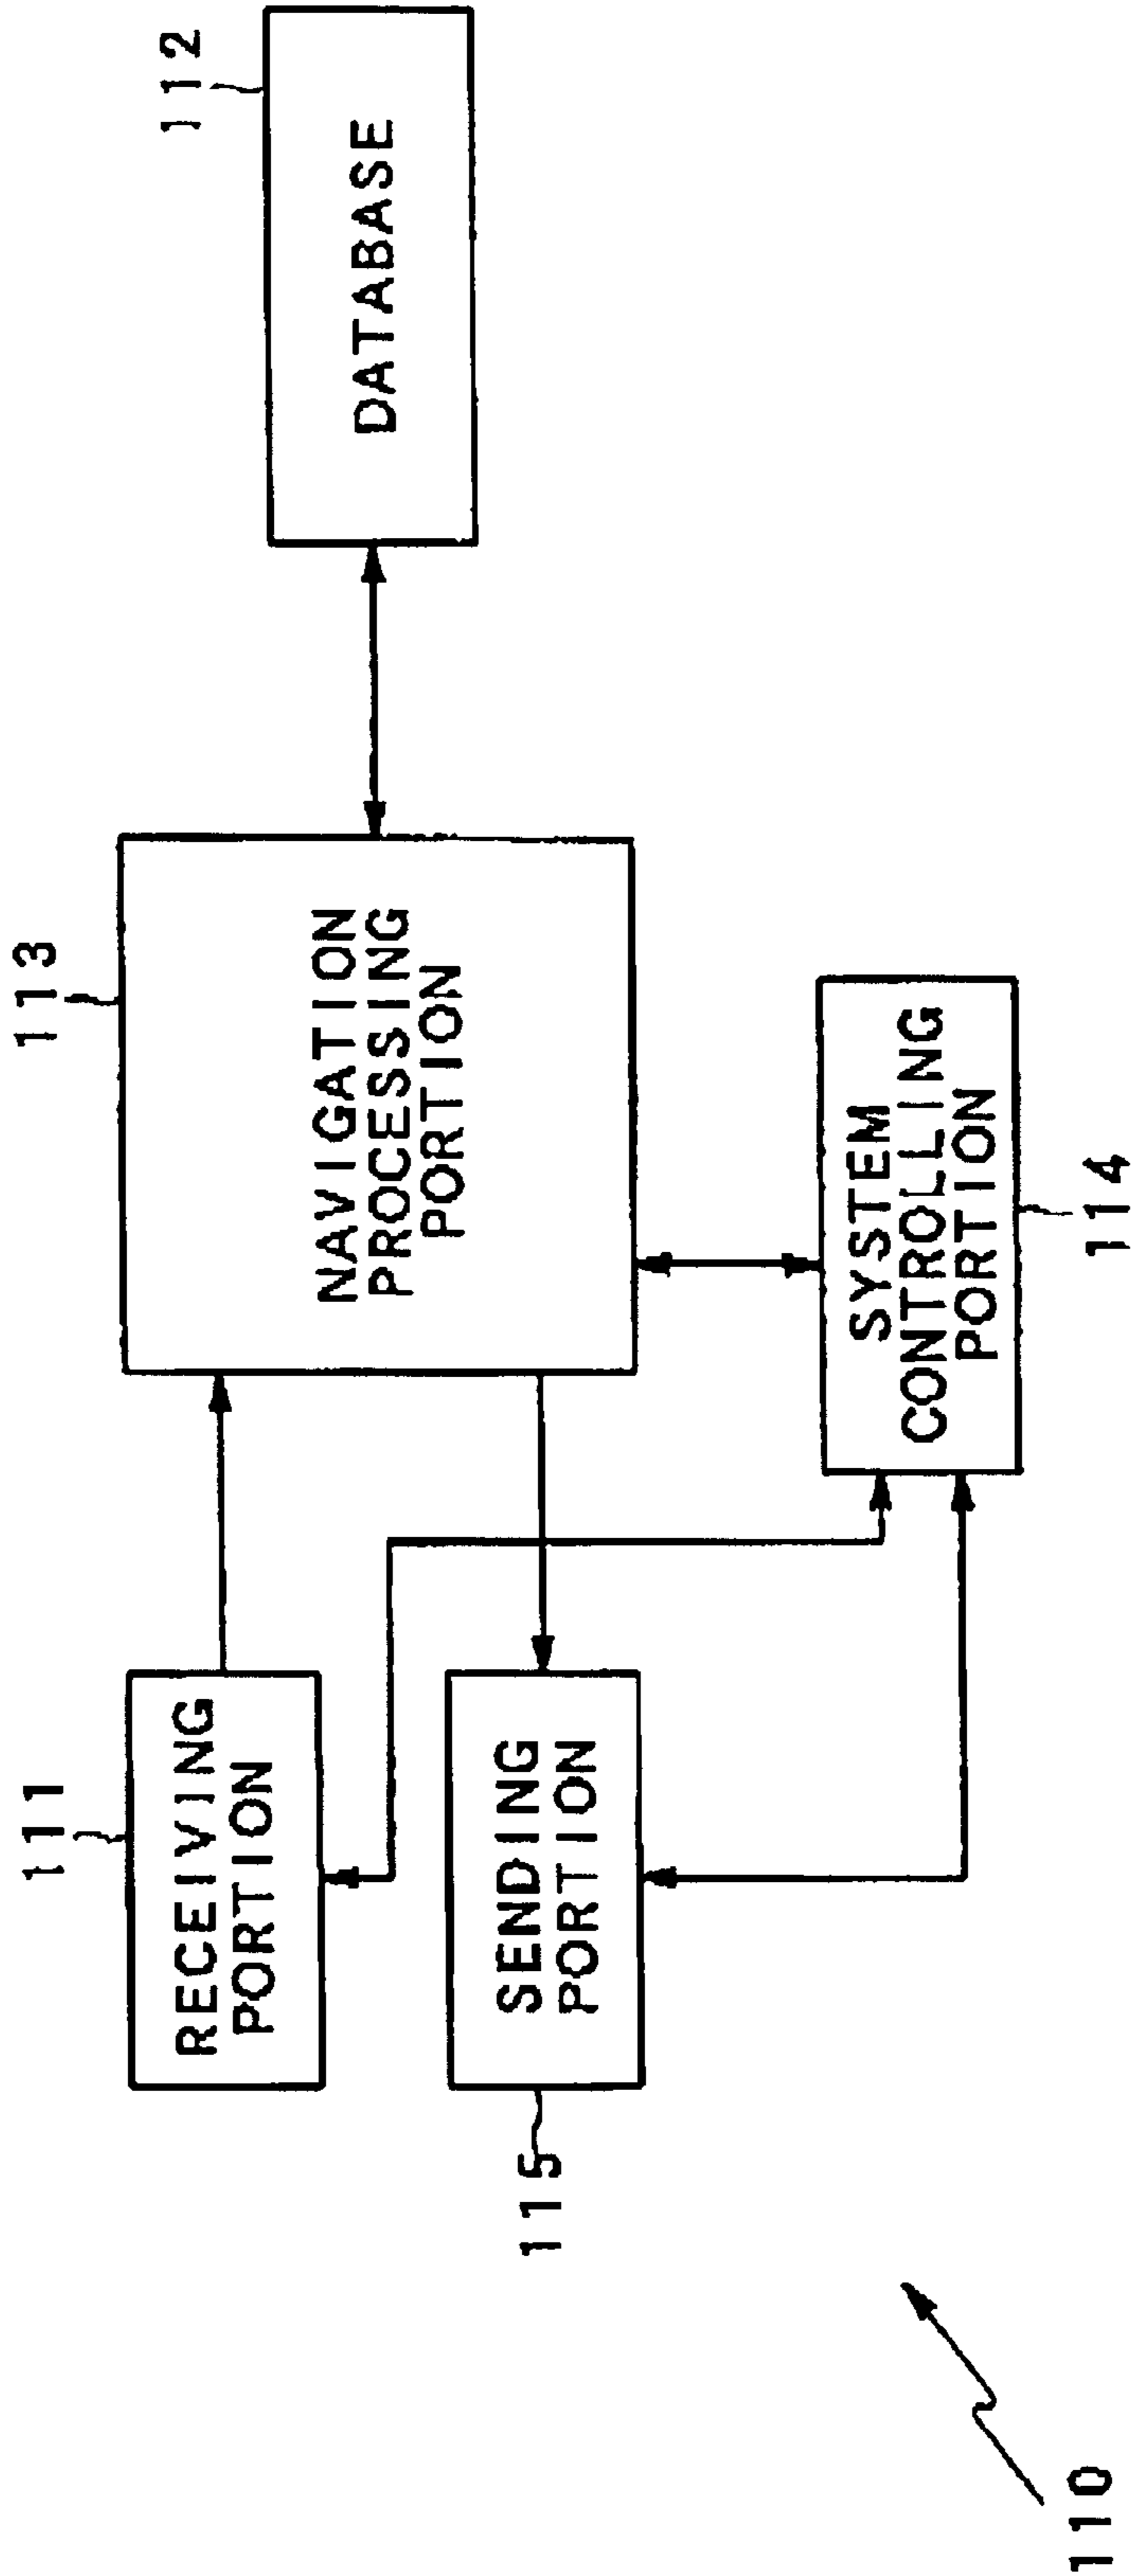 111
RECEIVING
PORTION
113
NAVIGATION
PROCESSING
PORTION
112
DATABASE
115
SENDING
PORTION
SYSTEM
CONTROLLING
PORTION
114
110